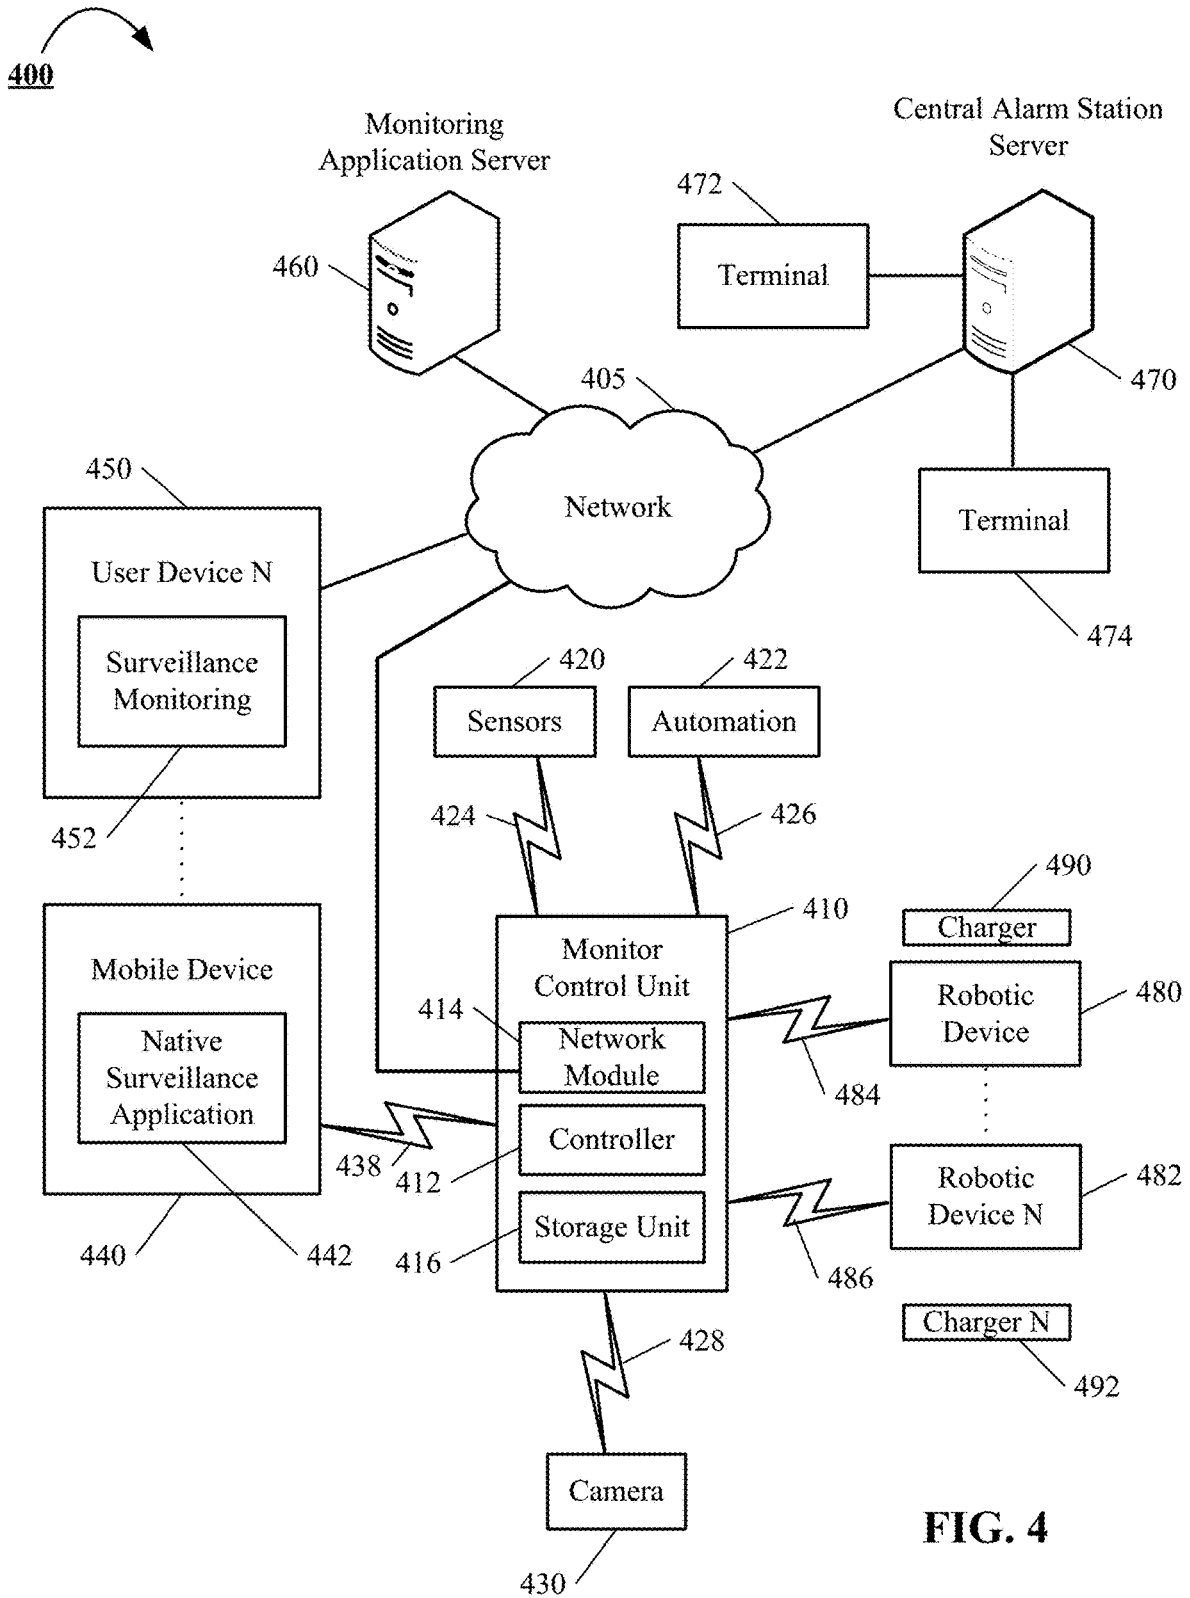 400
Monitoring
Application Server
460
Central Alarm Station
Server
472
Terminal
470
405
Network
Terminal
474
450
User Device N
Surveillance
Monitoring
452
420
Sensors
422
Automation
424
426
410
Monitor
Control Unit
414
Network
Module
412
Controller
416
Storage Unit
Mobile Device
Native
Surveillance
Application
438
440
442
490
Charger
Robotic
Device
480
484
Robotic
Device N
482
486
Charger N
492
428
Camera
430
FIG. 4